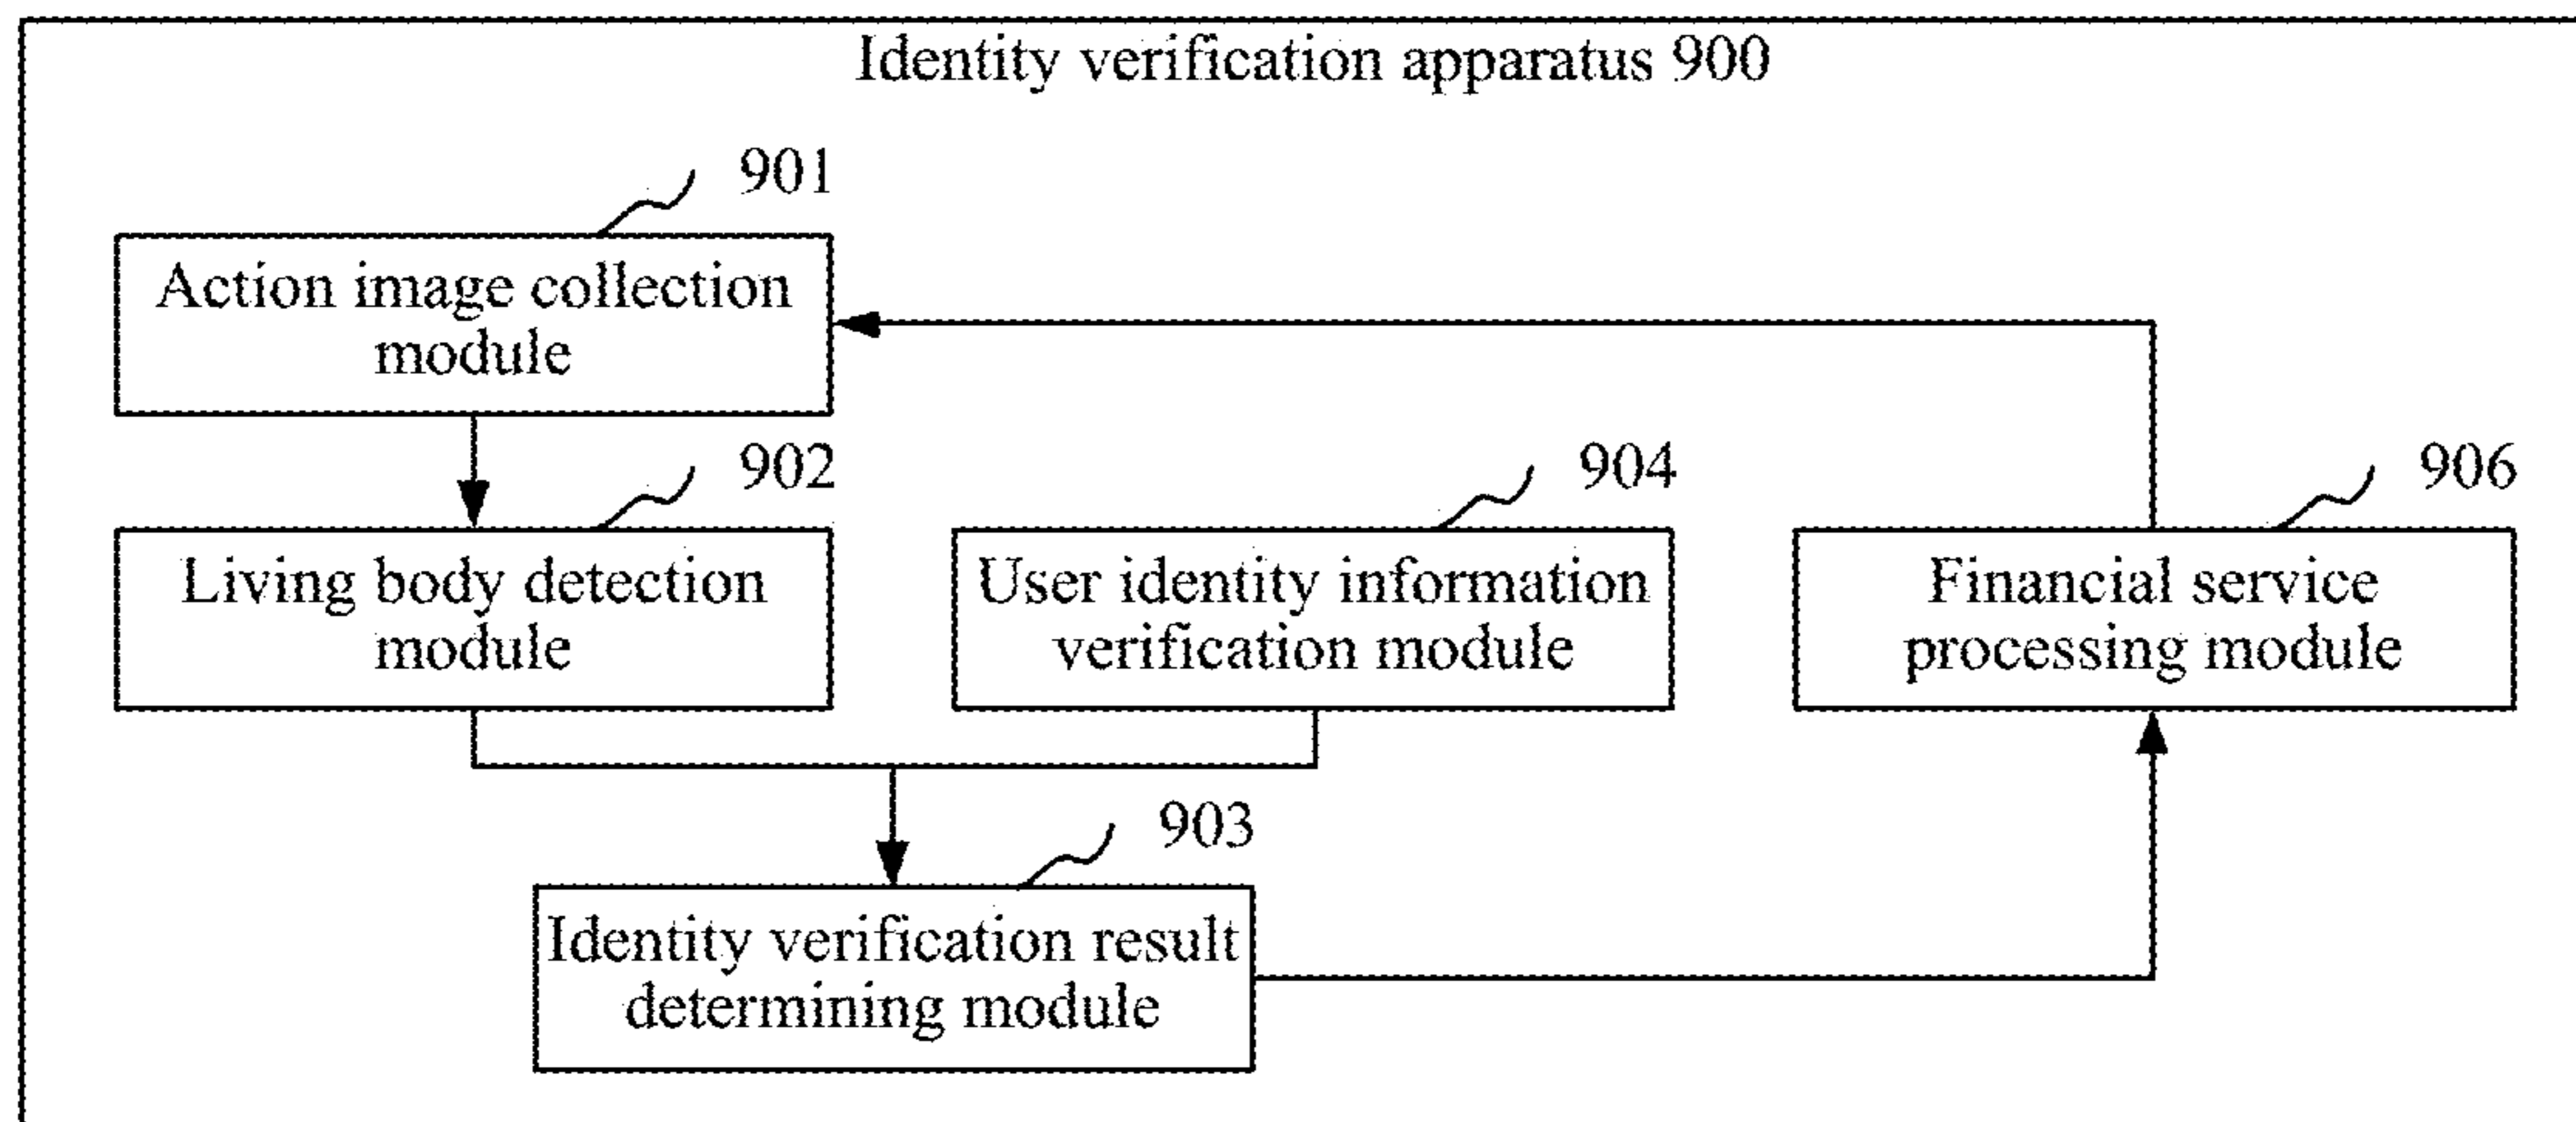 Identity verification apparatus 900
901
Action image collection
module
902
Living body detection
module
904
User identity information
verification module
906
Financial service
processing module
903
Identity verification result
determining module